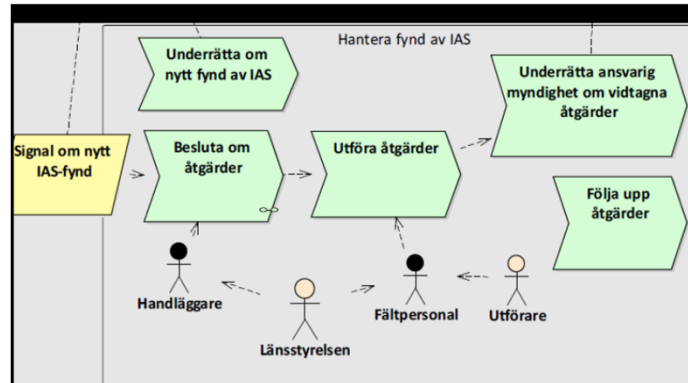 Hantera fynd av IAS
Underrätta om
nytt fynd av IAS
Underrätta ansvarig
myndighet om vidtagna
åtgärder
Signal om nytt
IAS-fynd
Besluta om
åtgärder
Utföra åtgärder
Följa upp
åtgärder
Handläggare
Länsstyrelsen
Fältpersonal
Utförare